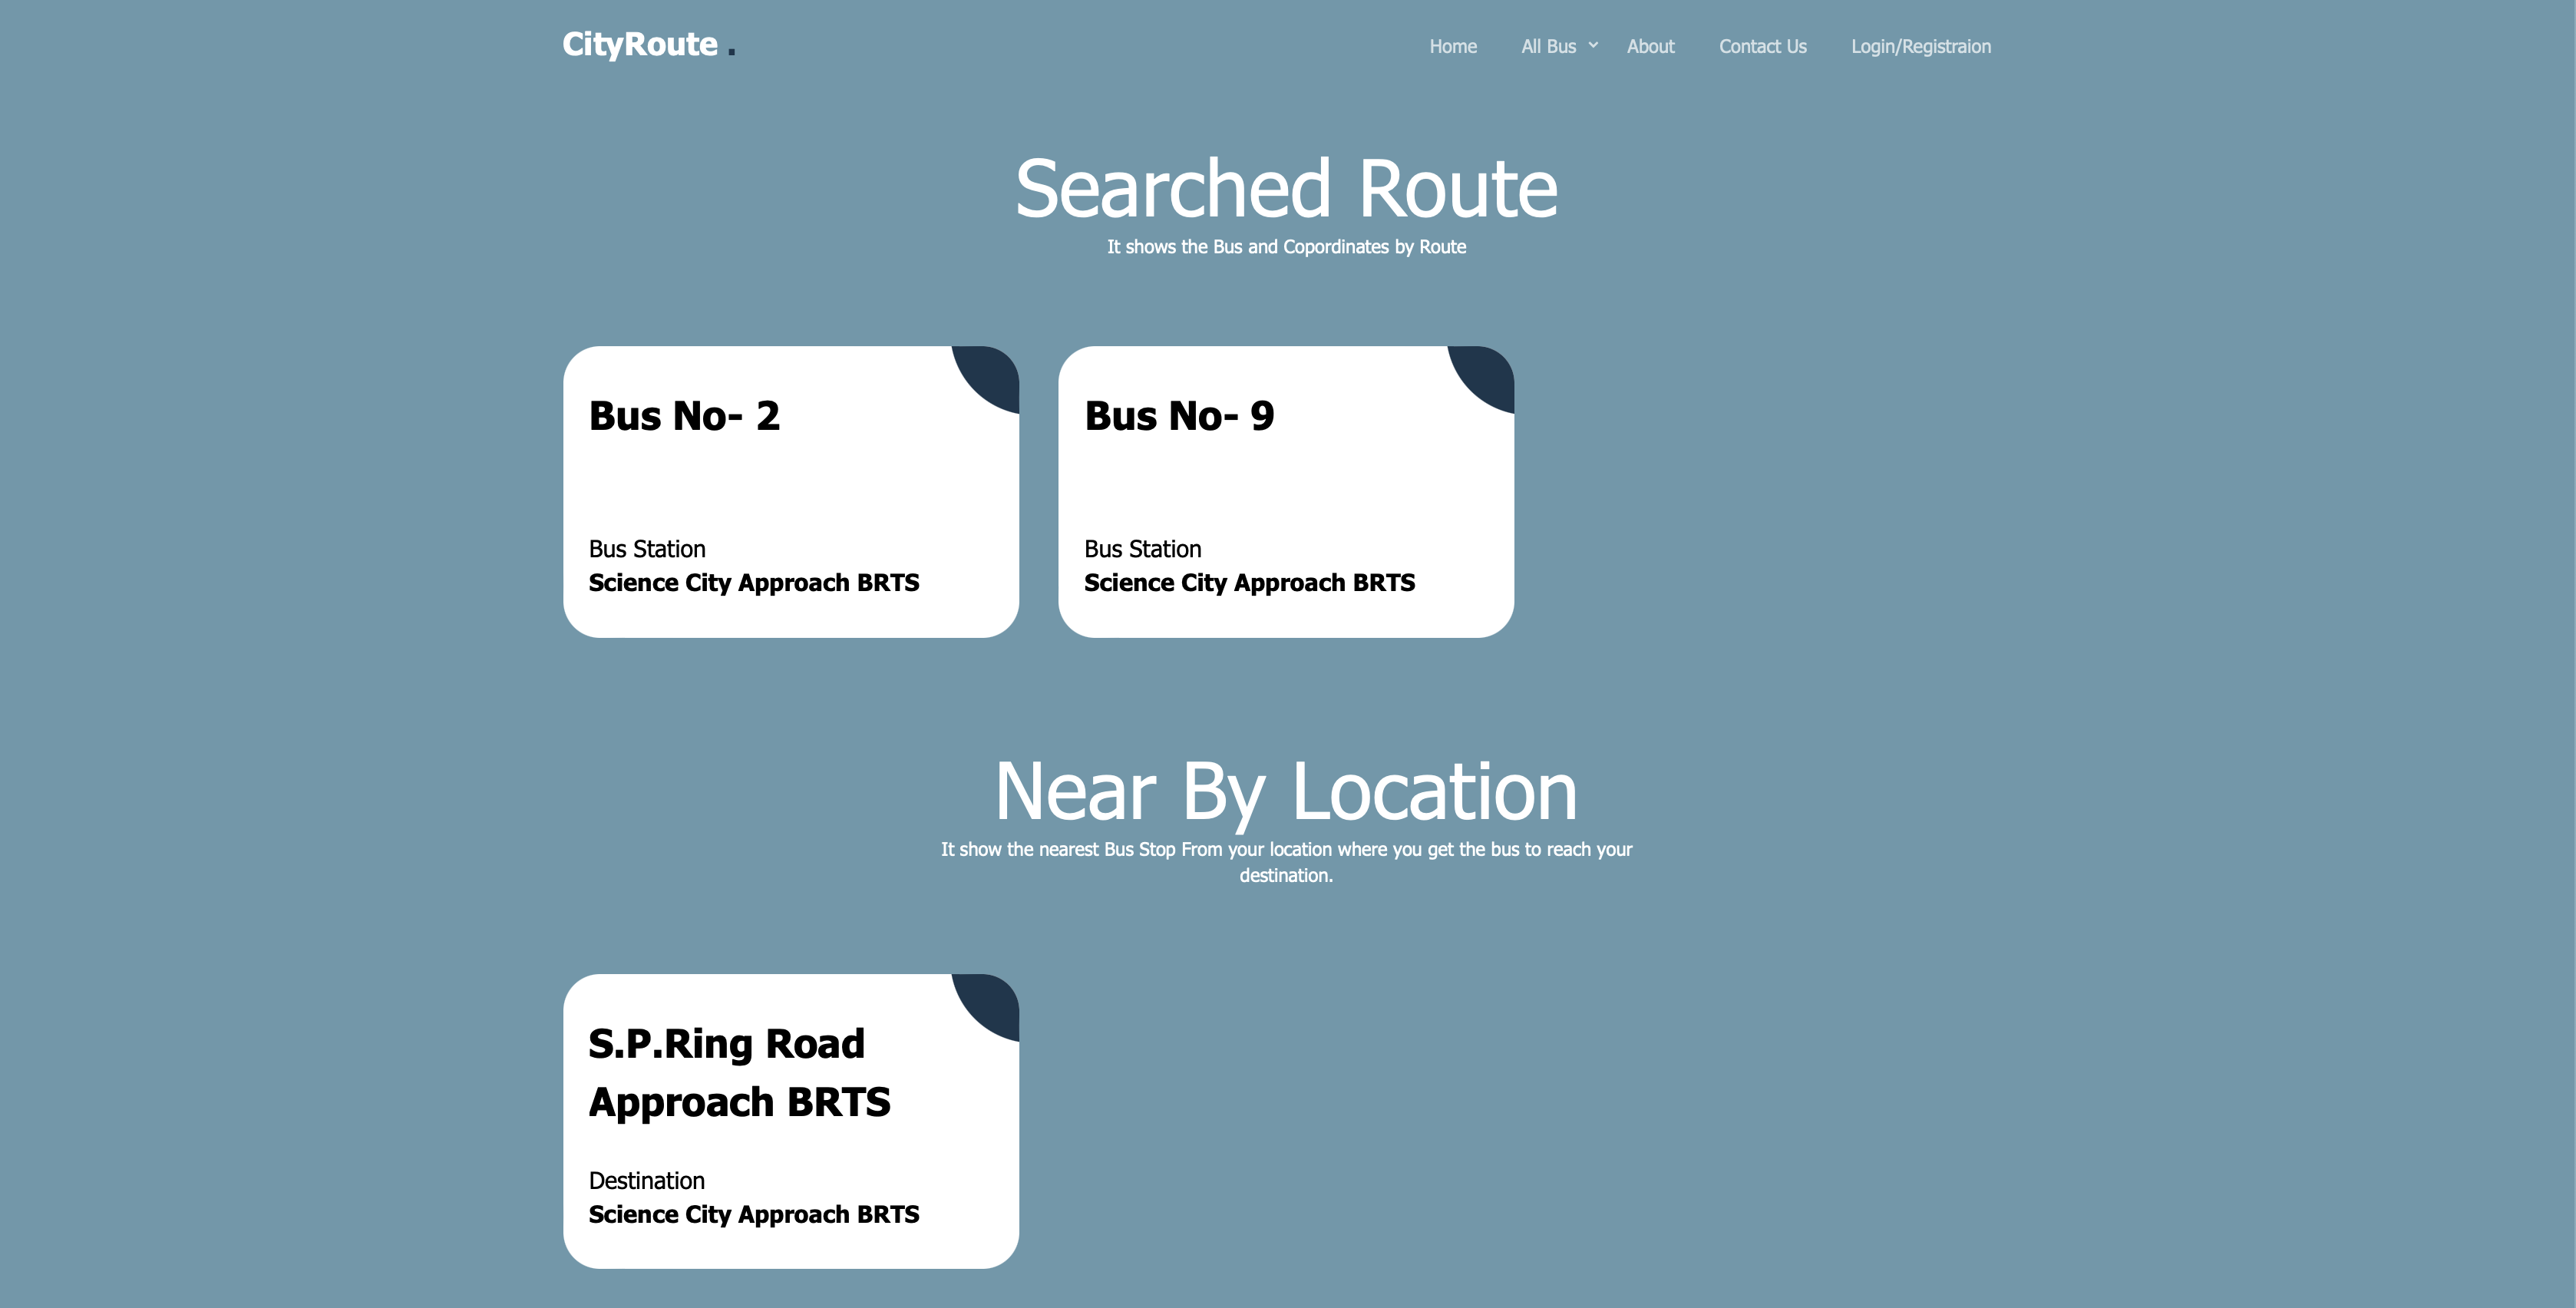 CityRoute .
Home
All Bus
About
Contact Us
Login/Registraion
Searched Route
It shows the Bus and Copordinates by Route
Bus No- 2
Bus Station
Science City Approach BRTS
Bus No- 9
Bus Station
Science City Approach BRTS
Near By Location
It show the nearest Bus Stop From your location where you get the bus to reach your
destination.
S.P.Ring Road
Approach BRTS
Destination
Science City Approach BRTS